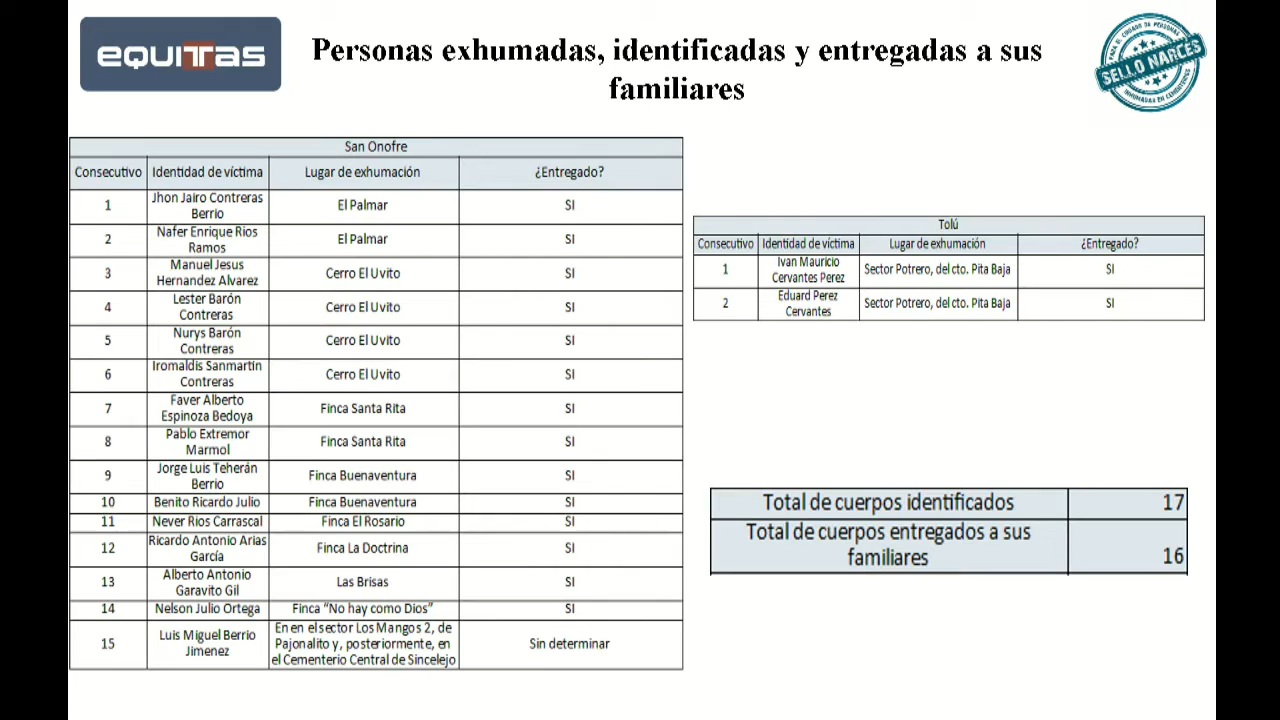 equitas
Personas exhumadas, identificadas y entregadas a sus
familiares
SELLO NARCES
San Onofre
Consecutivo Identidad de víctima Lugar de exhumación ¿Entregado?
1 Jhon Jairo Contreras Berrio El Palmar SI
2 Nafer Enrique Rios Ramos El Palmar SI
3 Manuel Jesus Hernandez Alvarez Cerro El Uvito SI
4 Lester Barón Contreras Cerro El Uvito SI
5 Nurys Barón Contreras Cerro El Uvito SI
6 Iromaldis Sanmartín Contreras Cerro El Uvito SI
7 Faver Alberto Espinoza Bedoya Finca Santa Rita SI
8 Pablo Extremor Marmol Finca Santa Rita SI
9 Jorge Luis Teherán Berrio Finca Buenaventura SI
10 Benito Ricardo Julio Finca Buenaventura SI
11 Never Rios Carrascal Finca El Rosario SI
12 Ricardo Antonio Arias García Finca La Doctrina SI
13 Alberto Antonio Garavito Gil Las Brisas SI
14 Nelson Julio Ortega Finca “No hay como Dios” SI
15 Luis Miguel Berrio Jimenez En en el sector Los Mangos 2, de Pajonalito y, posteriormente, en el Cementerio Central de Sincelejo Sin determinar
Tolú
Consecutivo Identidad de víctima Lugar de exhumación ¿Entregado?
1 Ivan Mauricio Cervantes Perez Sector Potrero, del cto. Pita Baja SI
2 Eduard Perez Cervantes Sector Potrero, del cto. Pita Baja SI
Total de cuerpos identificados 17
Total de cuerpos entregados a sus familiares 16